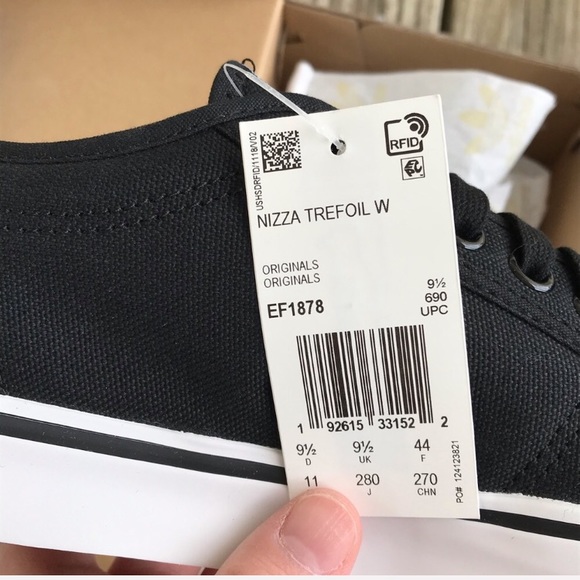 USHSDRFID/1118/V02
RFID
NIZZA TREFOIL W
ORIGINALS
ORIGINALS
EF1878
9½
690
UPC
1 92615 33152 2
9½ 9½ 44
D UK F
11 280 270
J CHN
PO# 124123821